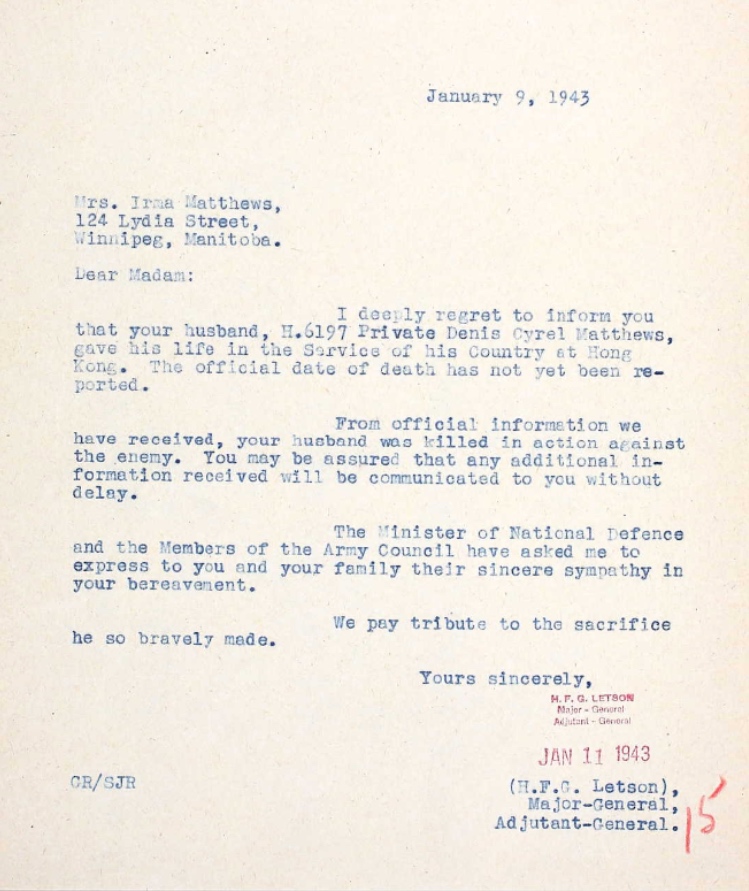 January 9, 1943
Mrs. Irma Matthews,
124 Lydia Street,
Winnipeg, Manitoba.
Dear Madam:
I deeply regret to inform you
that your husband, H.6197 Private Denis Cyrel Matthews,
gave his life in the Service of his Country at Hong
Kong. The official date of death has not yet been re-
ported.
From official information we
have received, your husband was killed in action against
the enemy. You may be assured that any additional in-
formation received will be communicated to you without
delay.
The Minister of National Defence
and the Members of the Army Council have asked me to
express to you and your family their sincere sympathy in
your bereavement.
We pay tribute to the sacrifice
he so bravely made.
Yours sincerely,
H. F. G. LETSON
Major - General
Adjutant - General
JAN 11 1943
GR/SJR
(H.F.G. Letson),
Major-General,
Adjutant-General.
15